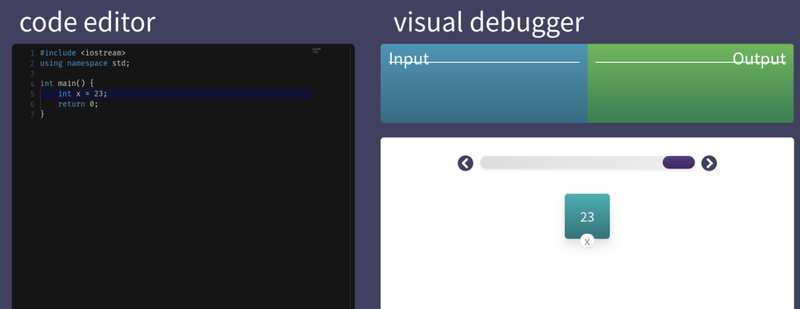 code editor
1 #include <iostream>
2 using namespace std;
3
4 int main() {
5     int x = 23;
6     return 0;
7 }
visual debugger
Input
Output
23
x